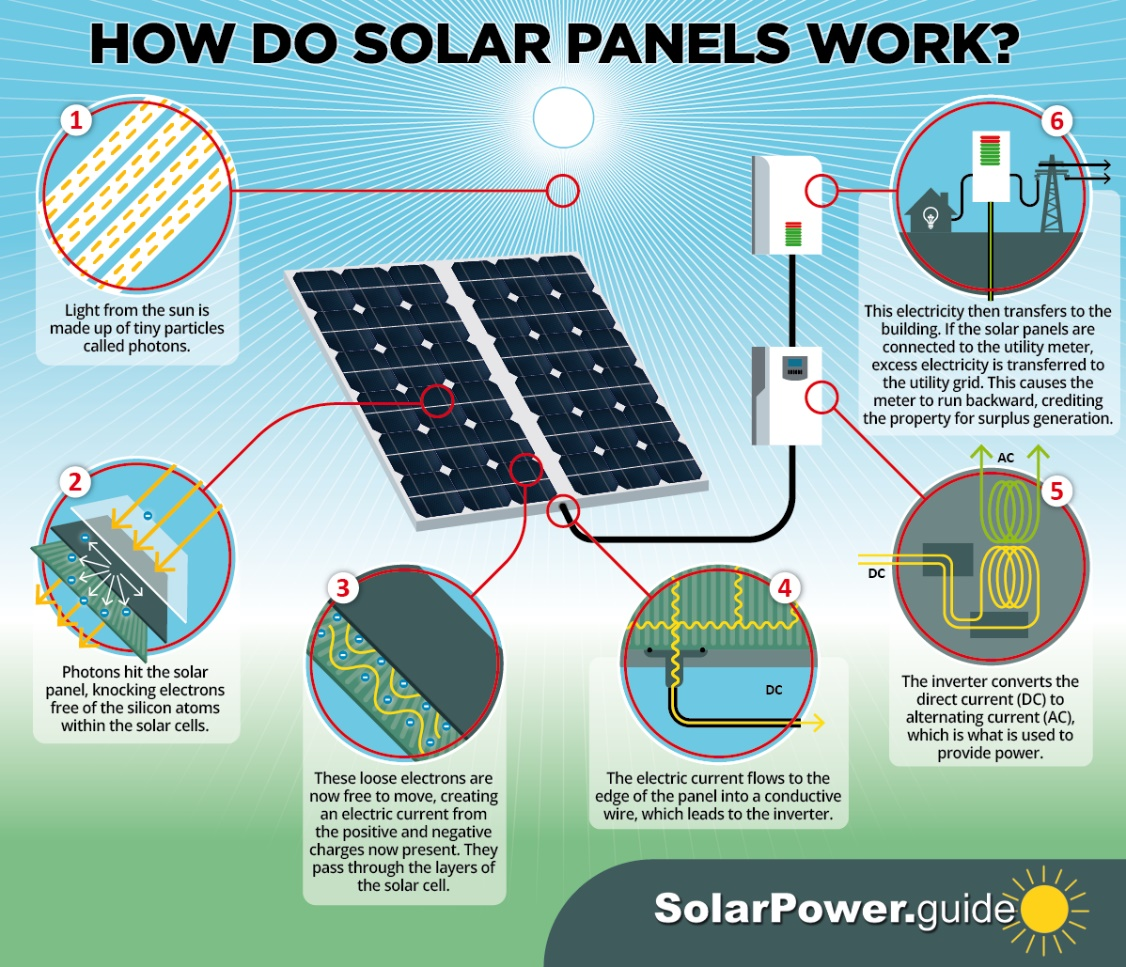 HOW DO SOLAR PANELS WORK?
1
Light from the sun is
made up of tiny particles
called photons.
2
Photons hit the solar
panel, knocking electrons
free of the silicon atoms
within the solar cells.
3
These loose electrons are
now free to move, creating
an electric current from
the positive and negative
charges now present. They
pass through the layers of
the solar cell.
4
DC
The electric current flows to the
edge of the panel into a conductive
wire, which leads to the inverter.
5
AC
DC
The inverter converts the
direct current (DC) to
alternating current (AC),
which is what is used to
provide power.
6
This electricity then transfers to the
building. If the solar panels are
connected to the utility meter,
excess electricity is transferred to
the utility grid. This causes the
meter to run backward, crediting
the property for surplus generation.
SolarPower.guide